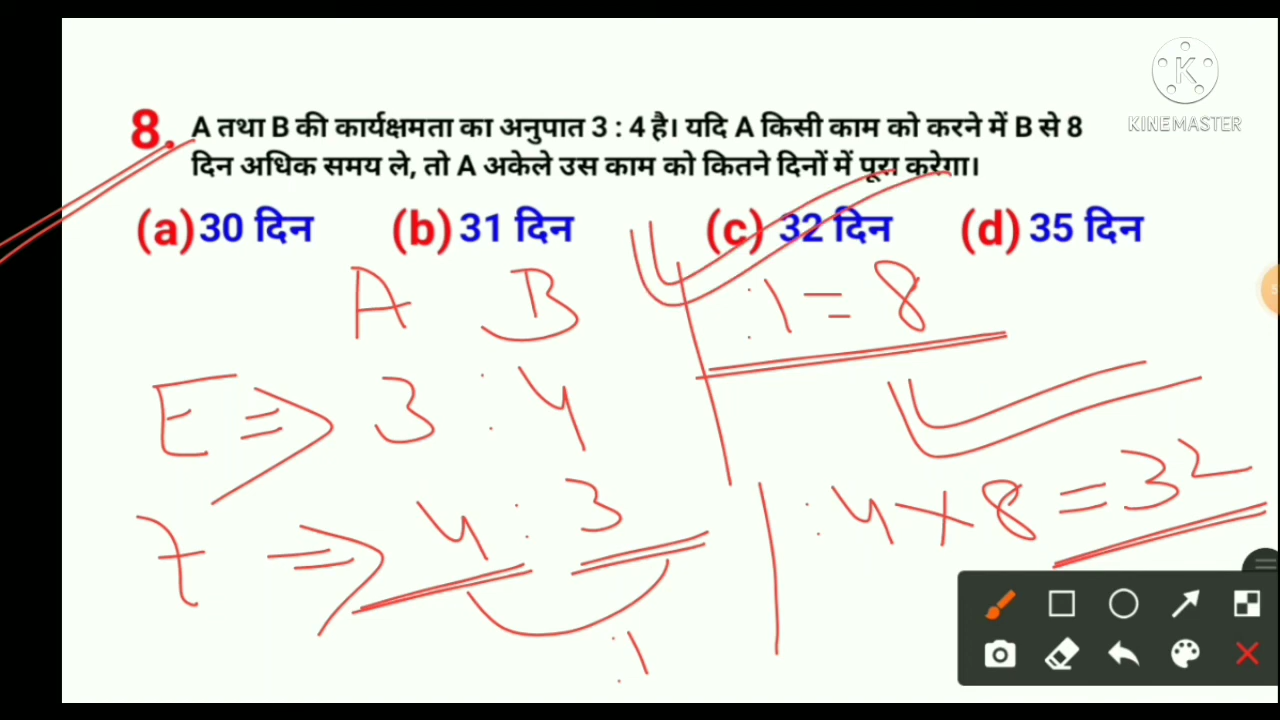 KINEMASTER
8. A तथा B की कार्यक्षमता का अनुपात 3 : 4 है। यदि A किसी काम को करने में B से 8
दिन अधिक समय ले, तो A अकेले उस काम को कितने दिनों में पूरा करेगा।
(a) 30 दिन (b) 31 दिन (c) 32 दिन (d) 35 दिन
A B
:1 = 8
E ⇒ 3 : 4
T ⇒ 4 : 3
:4 × 8 = 32
:1